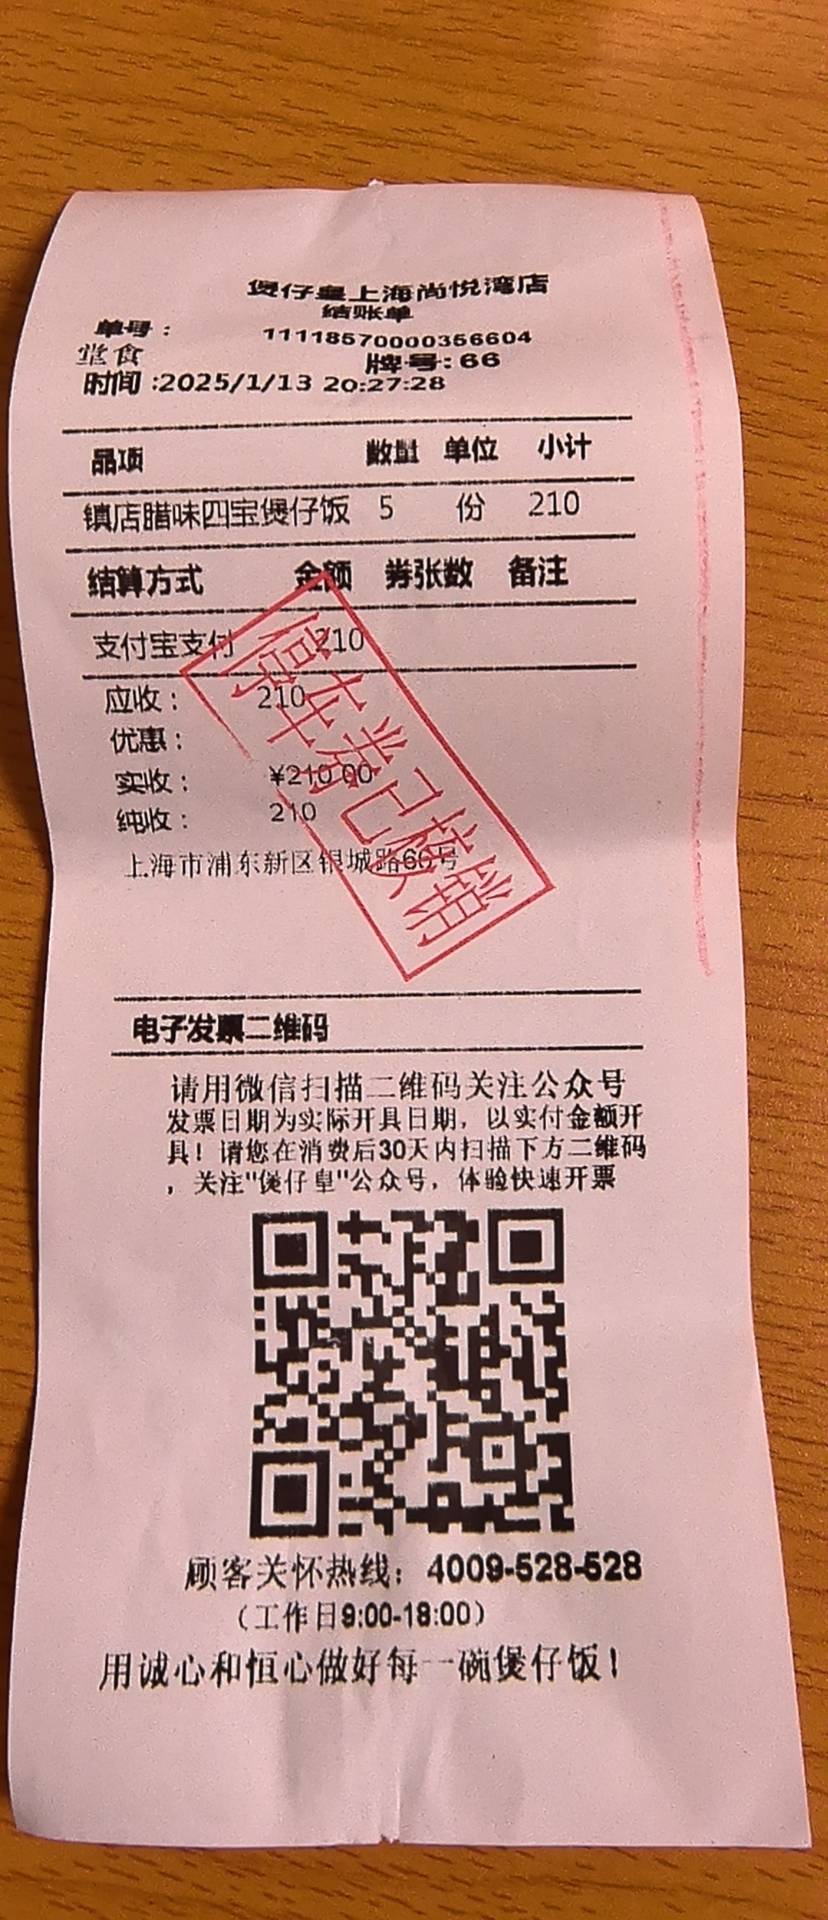 煲仔皇上海尚悦湾店
结账单
单号： 11118570000356604
堂食 牌号:66
时间:2025/1/13 20:27:28
品项 数量 单位 小计
镇店腊味四宝煲仔饭 5 份 210
结算方式 金额 券张数 备注
支付宝支付 210
应收： 210
优惠：
实收： ¥210.00
纯收： 210
上海市浦东新区银城路66号
停车券已核销
电子发票二维码
请用微信扫描二维码关注公众号
发票日期为实际开具日期，以实付金额开
具！请您在消费后30天内扫描下方二维码
，关注"煲仔皇"公众号，体验快速开票
顾客关怀热线：4009-528-528
（工作日9:00-18:00）
用诚心和恒心做好每一碗煲仔饭！